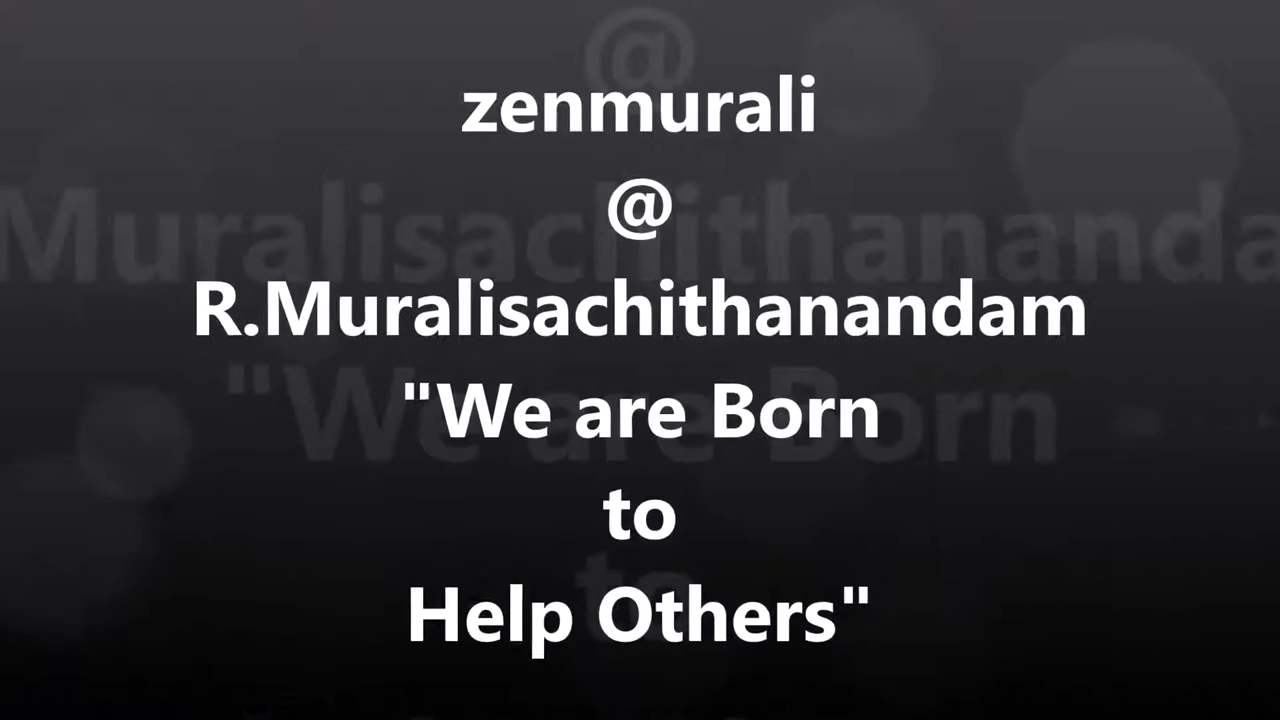 zenmurali
@
R.Muralisachithanandam
"We are Born
to
Help Others"